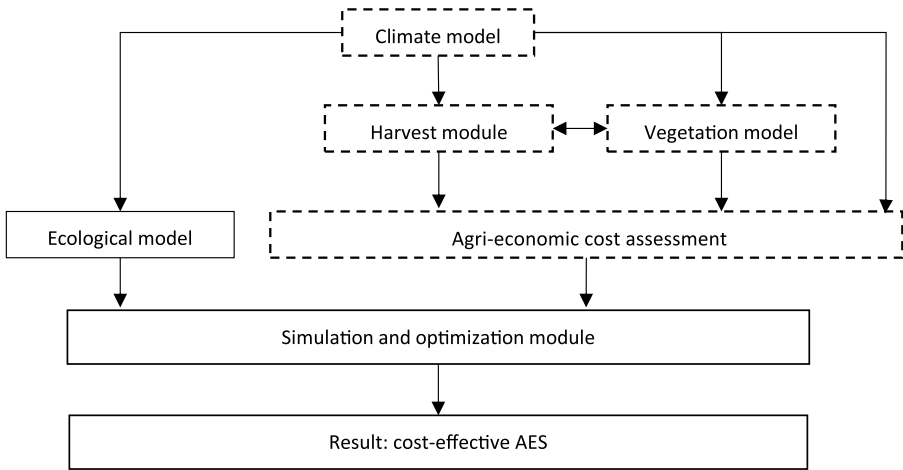 Climate model
Harvest module
Vegetation model
Ecological model
Agri-economic cost assessment
Simulation and optimization module
Result: cost-effective AES